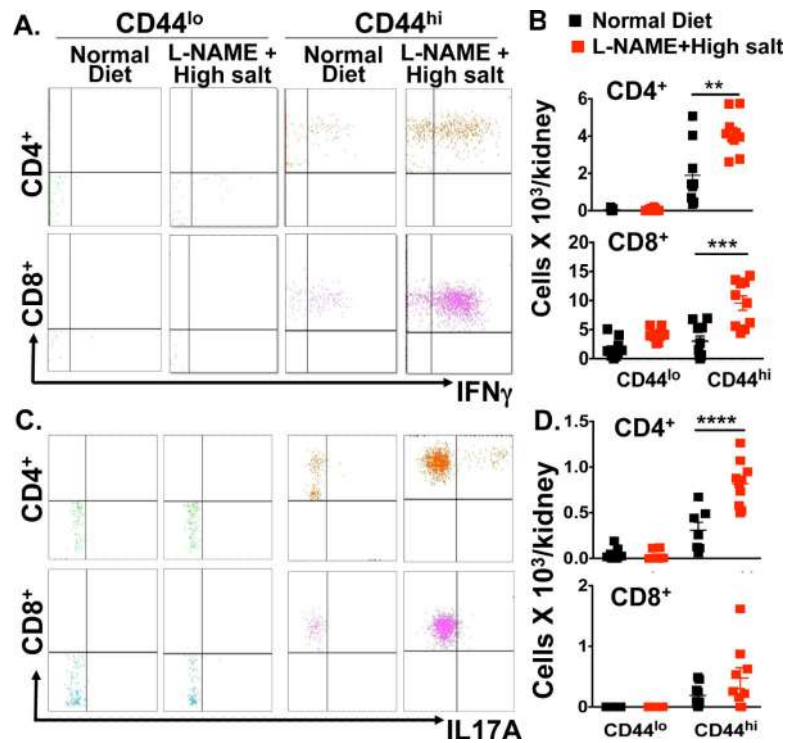 A.
CD44lo
CD44hi
Normal Diet
L-NAME + High salt
Normal Diet
L-NAME + High salt
CD4+
CD8+
IFNγ
B
Normal Diet
L-NAME+High salt
CD4+
**
6
4
2
0
CD8+
***
20
15
10
5
0
Cells X 10³/kidney
CD44lo
CD44hi
C.
CD4+
CD8+
IL17A
D.
CD4+
****
1.5
1.0
0.5
0.0
CD8+
2
1
0
Cells X 10³/kidney
CD44lo
CD44hi